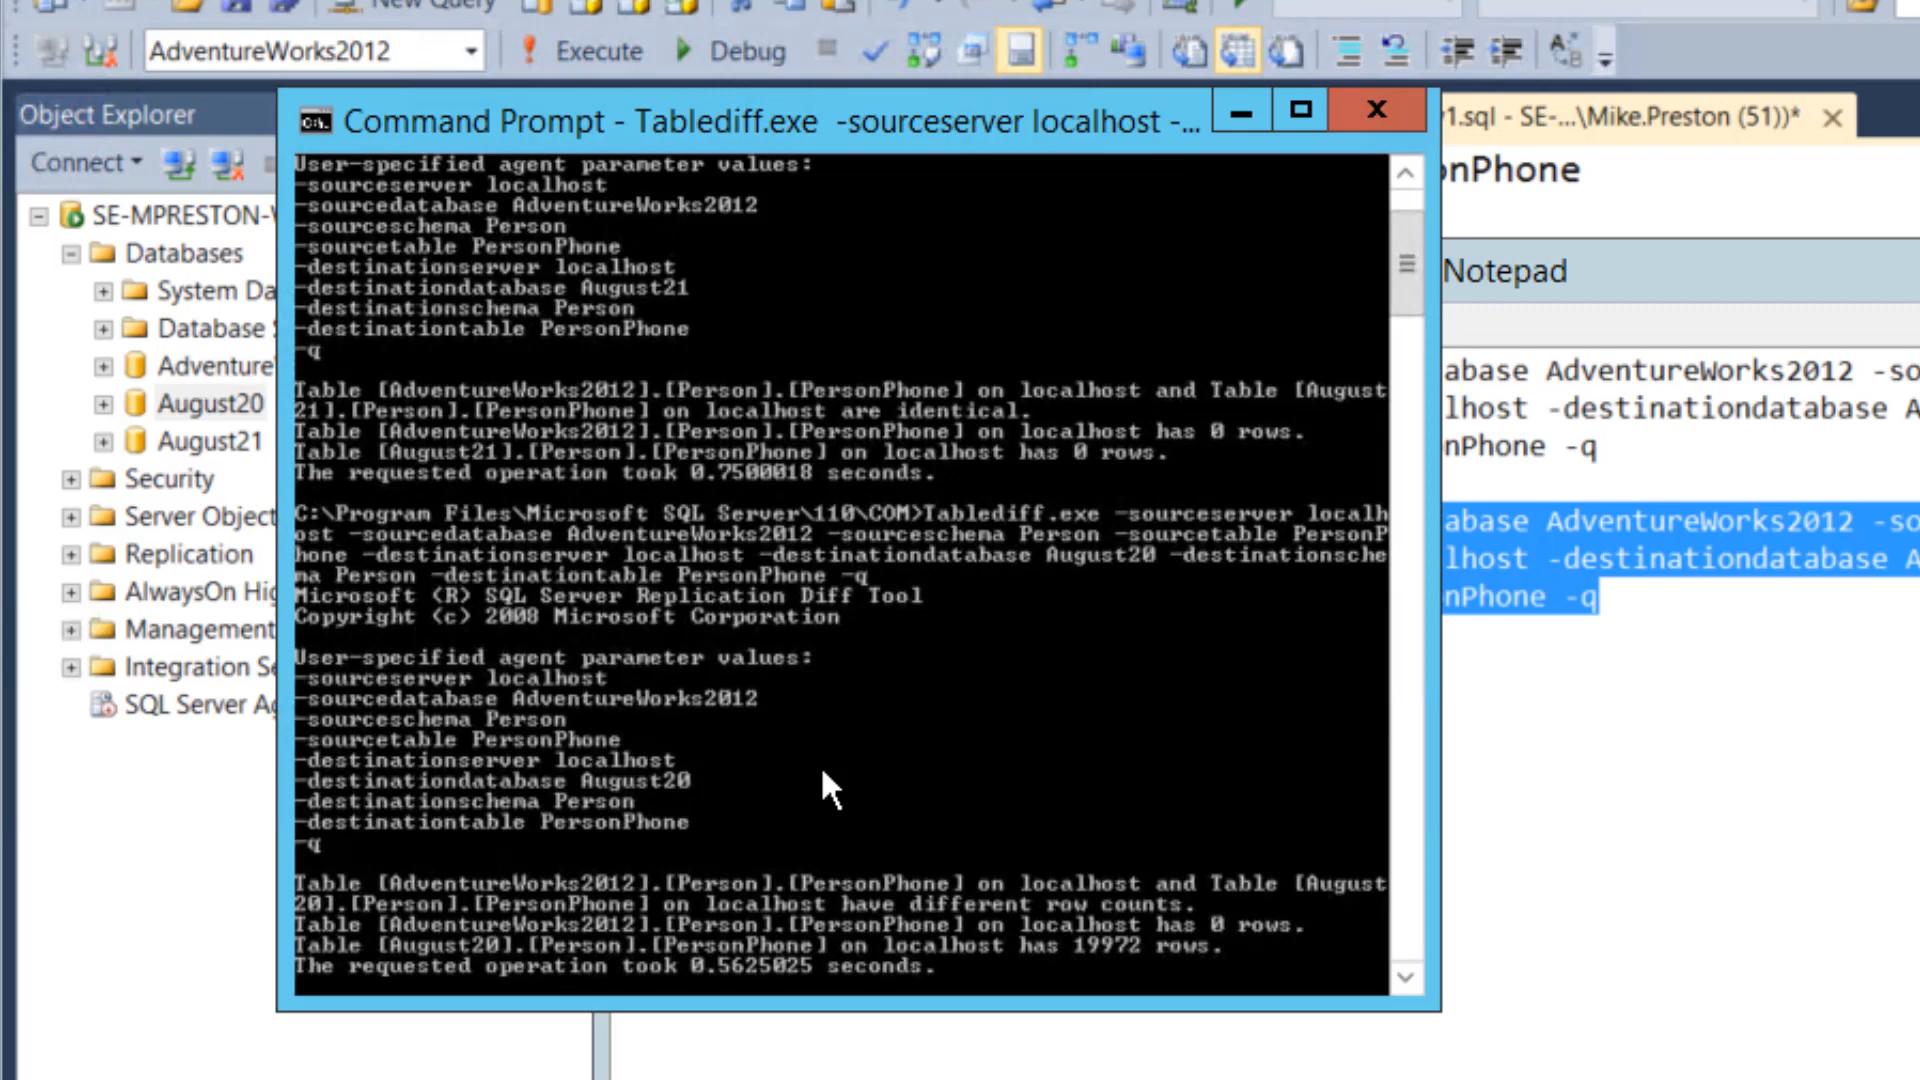 New Query
AdventureWorks2012
Execute
Debug
Object Explorer
Connect
SE-MPRESTON-
Databases
System Da
Database
Adventure
August20
August21
Security
Server Object
Replication
AlwaysOn Hig
Management
Integration Se
SQL Server Ag
Command Prompt - Tablediff.exe -sourceserver localhost -...
User-specified agent parameter values:
-sourceserver localhost
-sourcedatabase AdventureWorks2012
-sourceschema Person
-sourcetable PersonPhone
-destinationserver localhost
-destinationdatabase August21
-destinationschema Person
-destinationtable PersonPhone
-q
Table [AdventureWorks2012].[Person].[PersonPhone] on localhost and Table [August
21].[Person].[PersonPhone] on localhost are identical.
Table [AdventureWorks2012].[Person].[PersonPhone] on localhost has 0 rows.
Table [August21].[Person].[PersonPhone] on localhost has 0 rows.
The requested operation took 0.7500018 seconds.
C:\Program Files\Microsoft SQL Server\110\COM>Tablediff.exe -sourceserver localh
ost -sourcedatabase AdventureWorks2012 -sourceschema Person -sourcetable PersonP
hone -destinationserver localhost -destinationdatabase August20 -destinationsche
ma Person -destinationtable PersonPhone -q
Microsoft (R) SQL Server Replication Diff Tool
Copyright (c) 2008 Microsoft Corporation
User-specified agent parameter values:
-sourceserver localhost
-sourcedatabase AdventureWorks2012
-sourceschema Person
-sourcetable PersonPhone
-destinationserver localhost
-destinationdatabase August20
-destinationschema Person
-destinationtable PersonPhone
-q
Table [AdventureWorks2012].[Person].[PersonPhone] on localhost and Table [August
20].[Person].[PersonPhone] on localhost have different row counts.
Table [AdventureWorks2012].[Person].[PersonPhone] on localhost has 0 rows.
Table [August20].[Person].[PersonPhone] on localhost has 19972 rows.
The requested operation took 0.5625025 seconds.
1.sql - SE-...\Mike.Preston (51))*
onPhone
Notepad
abase AdventureWorks2012 -so
lhost -destinationdatabase A
nPhone -q
abase AdventureWorks2012 -so
lhost -destinationdatabase A
nPhone -q